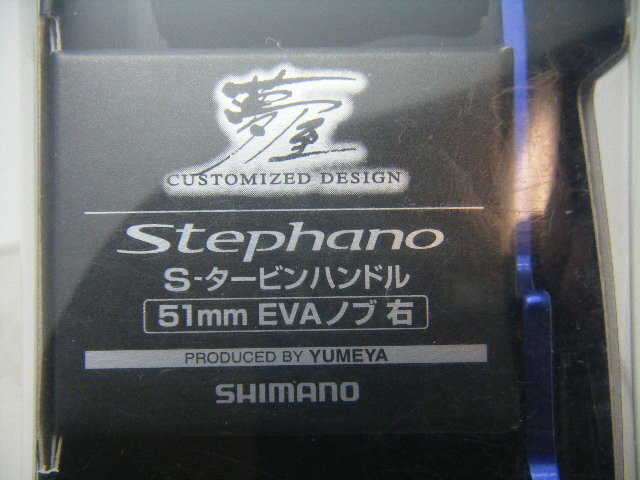 夢屋
CUSTOMIZED DESIGN
Stephano
S-タービンハンドル
51mm EVAノブ 右
PRODUCED BY YUMEYA
SHIMANO